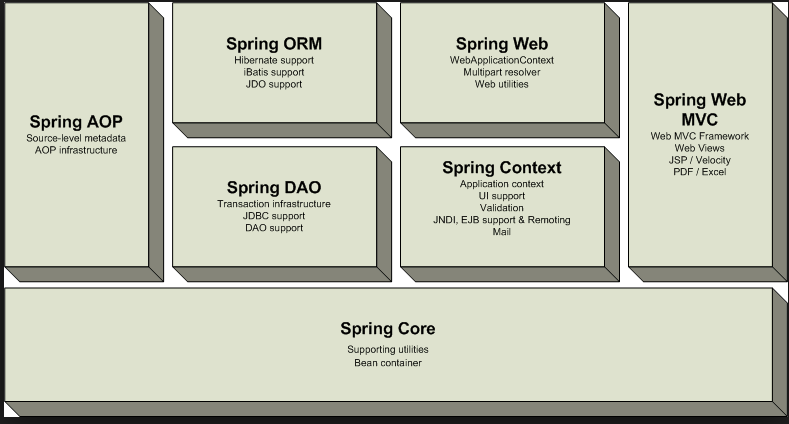 Spring AOP
Source-level metadata
AOP infrastructure
Spring ORM
Hibernate support
iBatis support
JDO support
Spring Web
WebApplicationContext
Multipart resolver
Web utilities
Spring Web
MVC
Web MVC Framework
Web Views
JSP / Velocity
PDF / Excel
Spring DAO
Transaction infrastructure
JDBC support
DAO support
Spring Context
Application context
UI support
Validation
JNDI, EJB support & Remoting
Mail
Spring Core
Supporting utilities
Bean container